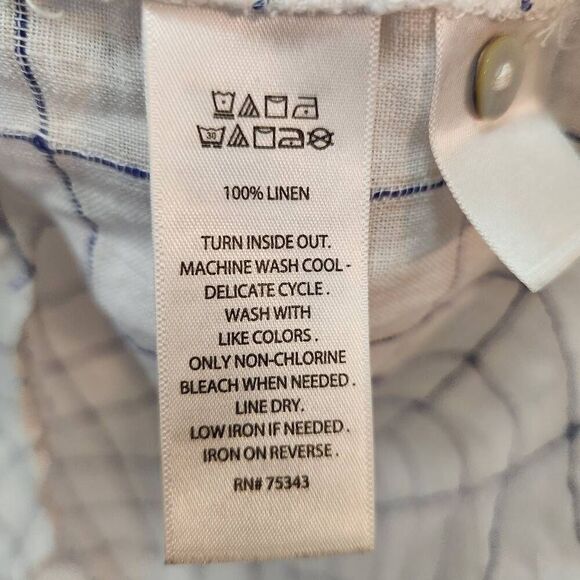 30
100% LINEN
TURN INSIDE OUT.
MACHINE WASH COOL -
DELICATE CYCLE .
WASH WITH
LIKE COLORS .
ONLY NON-CHLORINE
BLEACH WHEN NEEDED .
LINE DRY.
LOW IRON IF NEEDED .
IRON ON REVERSE .
RN# 75343